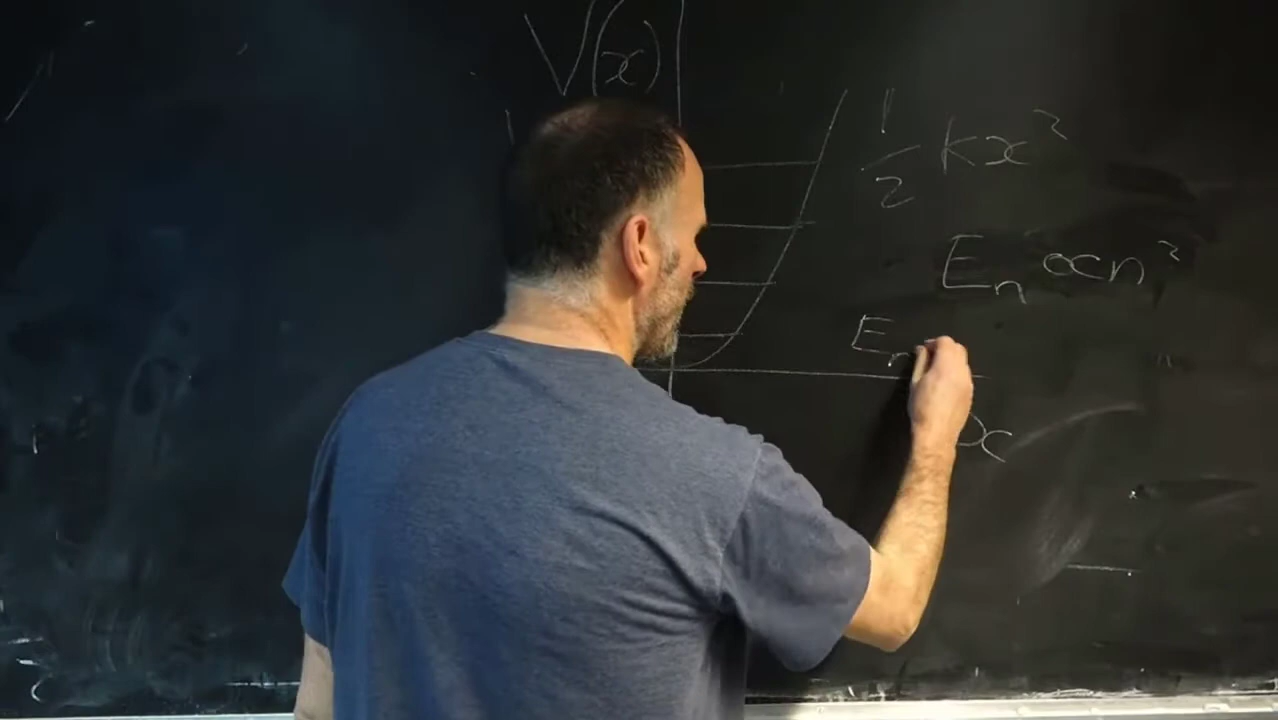 V(x)
1/2 kx²
Eₙ ∝ n²
Eₙ
x